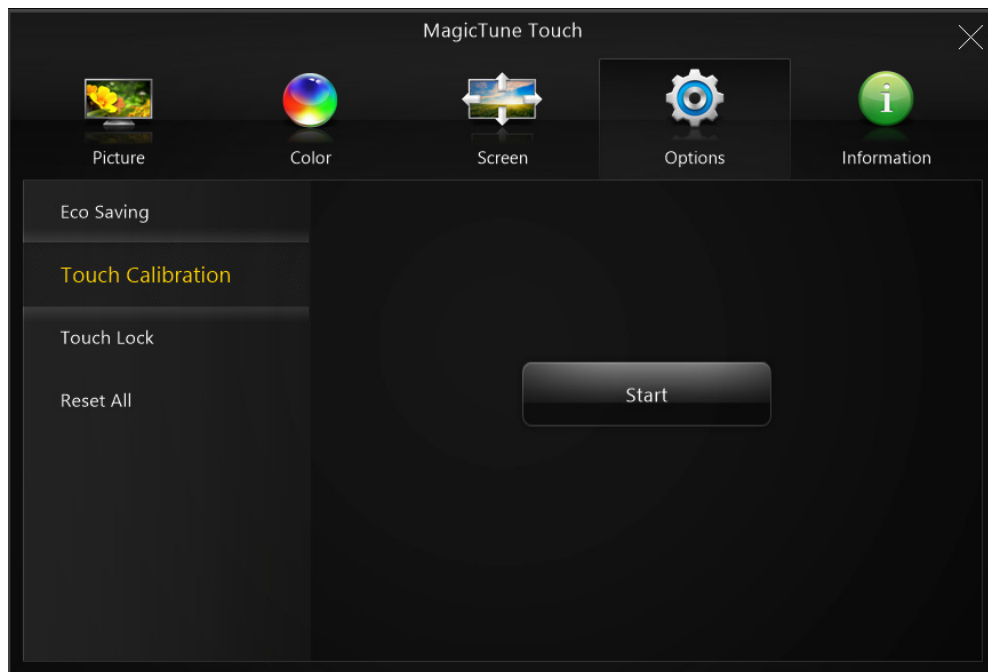 MagicTune Touch
Picture
Color
Screen
Options
i
Information
Eco Saving
Touch Calibration
Touch Lock
Reset All
Start